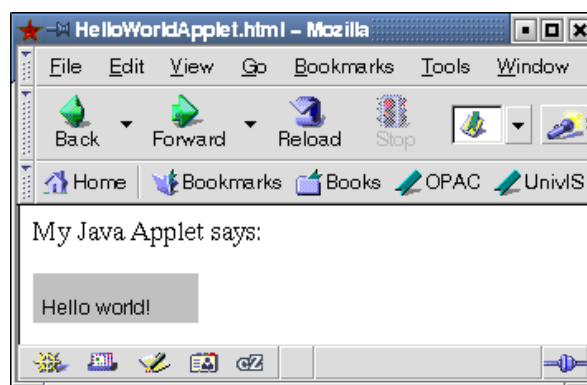 HelloWorldApplet.html – Mozilla
File Edit View Go Bookmarks Tools Window
Back Forward Reload Stop
Home Bookmarks Books OPAC UnivIS
My Java Applet says:
Hello world!
cZ